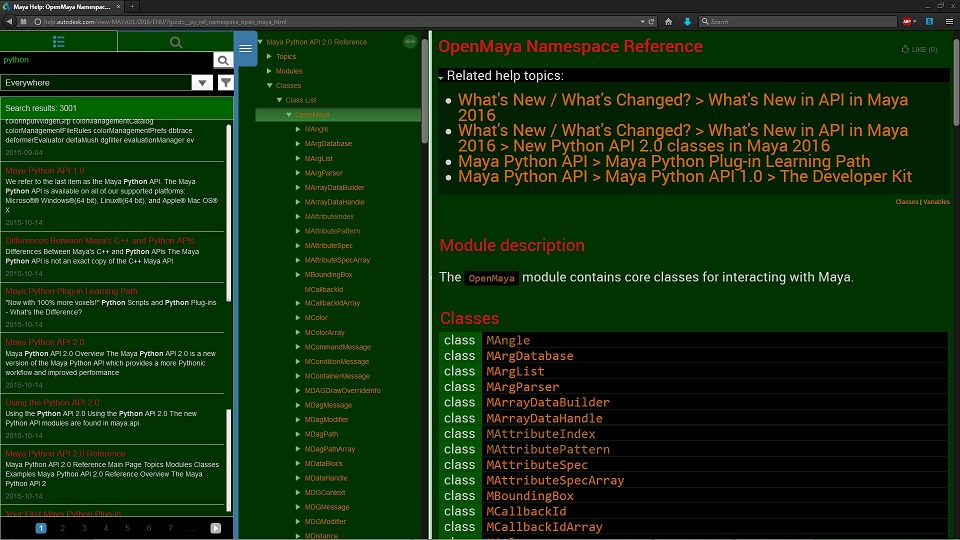 Maya Help: OpenMaya Namespac...
help.autodesk.com/view/MAYAUL/2016/ENU/?guid=__py_ref_namespace_open_maya_html
Search
ABP
S
python
Everywhere
Search results: 3001
colorInputWidgetGrp colorManagementCatalog
colorManagementFileRules colorManagementPrefs dbtrace
deformerEvaluator deltaMush dgfilter evaluationManager ev
2015-09-04
Maya Python API 1.0
We refer to the last item as the Maya Python API. The Maya
Python API is available on all of our supported platforms:
Microsoft® Windows®(64 bit), Linux®(64 bit), and Apple® Mac OS®
X
2015-10-14
Differences Between Maya's C++ and Python APIs
Differences Between Maya's C++ and Python APIs The Maya
Python API is not an exact copy of the C++ Maya API
2015-10-14
Maya Python Plug-in Learning Path
"Now with 100% more voxels!" Python Scripts and Python Plug-ins
- What's the Difference?
2015-10-14
Maya Python API 2.0
Maya Python API 2.0 Overview The Maya Python API 2.0 is a new
version of the Maya Python API which provides a more Pythonic
workflow and improved performance
2015-10-14
Using the Python API 2.0
Using the Python API 2.0 Using the Python API 2.0 The new
Python API modules are found in maya.api
2015-10-14
Maya Python API 2.0 Reference
Maya Python API 2.0 Reference Main Page Topics Modules Classes
Examples Maya Python API 2.0 Reference Overview The Maya
Python API 2
2015-10-14
Your First Maya Python Plug-in
1 2 3 4 5 6 7 ...
Maya Python API 2.0 Reference
Topics
Modules
Classes
Class List
OpenMaya
MAngle
MArgDatabase
MArgList
MArgParser
MArrayDataBuilder
MArrayDataHandle
MAttributeIndex
MAttributePattern
MAttributeSpec
MAttributeSpecArray
MBoundingBox
MCallbackId
MCallbackIdArray
MColor
MColorArray
MCommandMessage
MConditionMessage
MContainerMessage
MDAGDrawOverrideInfo
MDagMessage
MDagModifier
MDagPath
MDagPathArray
MDataBlock
MDataHandle
MDGContext
MDGMessage
MDGModifier
MDistance
OpenMaya Namespace Reference
LIKE (0)
Related help topics:
What's New / What's Changed? > What's New in API in Maya
2016
What's New / What's Changed? > What's New in API in Maya
2016 > New Python API 2.0 classes in Maya 2016
Maya Python API > Maya Python Plug-in Learning Path
Maya Python API > Maya Python API 1.0 > The Developer Kit
Classes | Variables
Module description
The OpenMaya module contains core classes for interacting with Maya.
Classes
class MAngle
class MArgDatabase
class MArgList
class MArgParser
class MArrayDataBuilder
class MArrayDataHandle
class MAttributeIndex
class MAttributePattern
class MAttributeSpec
class MAttributeSpecArray
class MBoundingBox
class MCallbackId
class MCallbackIdArray